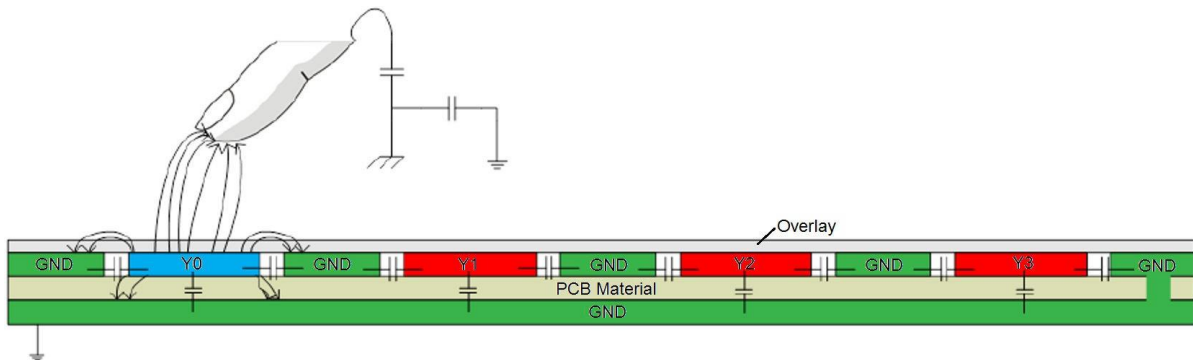 Overlay
GND Y0 GND Y1 GND Y2 GND Y3 GND
PCB Material
GND